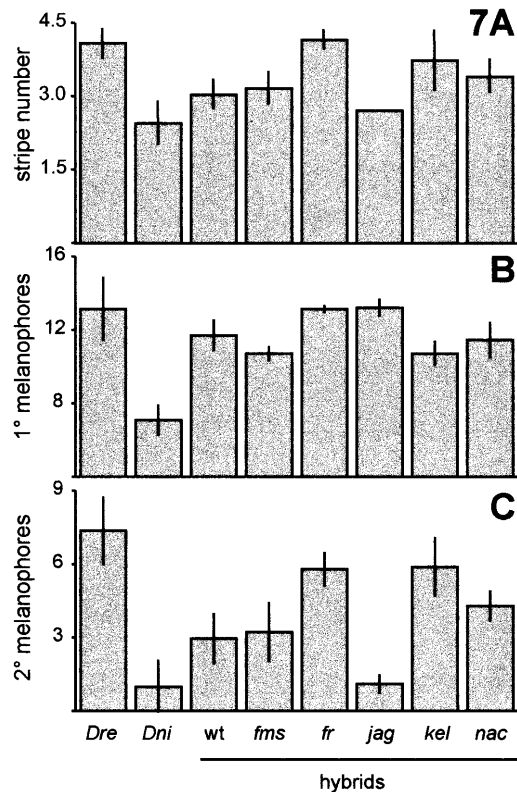 7A
4.5
3.0
1.5
stripe number
B
16
12
8
1° melanophores
C
9
6
3
2° melanophores
Dre Dni wt fms fr jag kel nac
hybrids